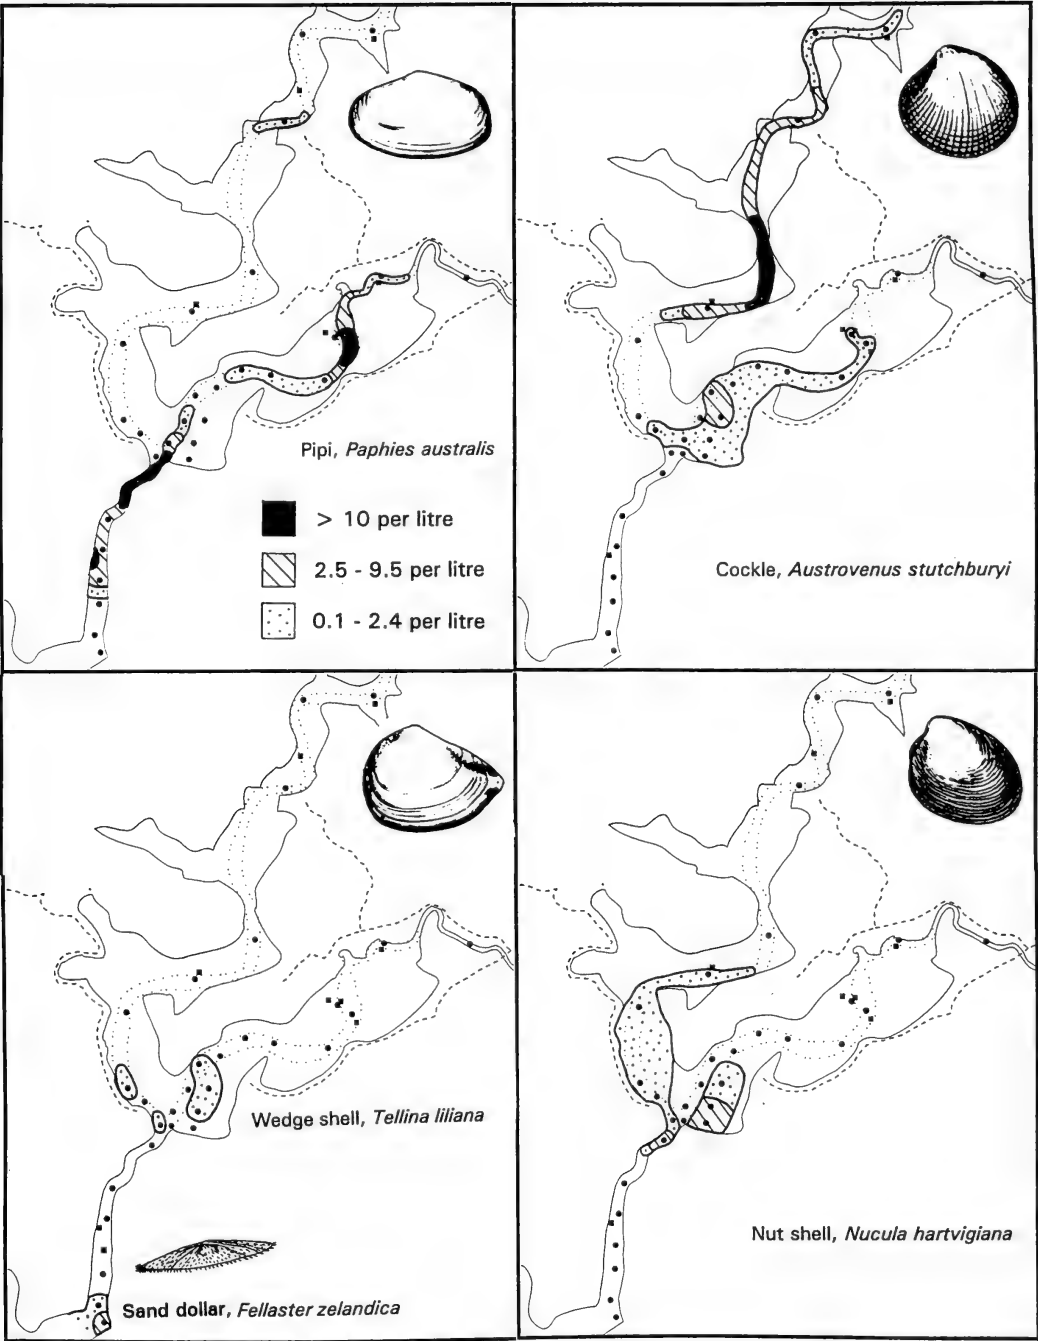 Pipi, Paphies australis
> 10 per litre
2.5 - 9.5 per litre
0.1 - 2.4 per litre
Cockle, Austrovenus stutchburyi
Wedge shell, Tellina liliana
Sand dollar, Fellaster zelandica
Nut shell, Nucula hartvigiana